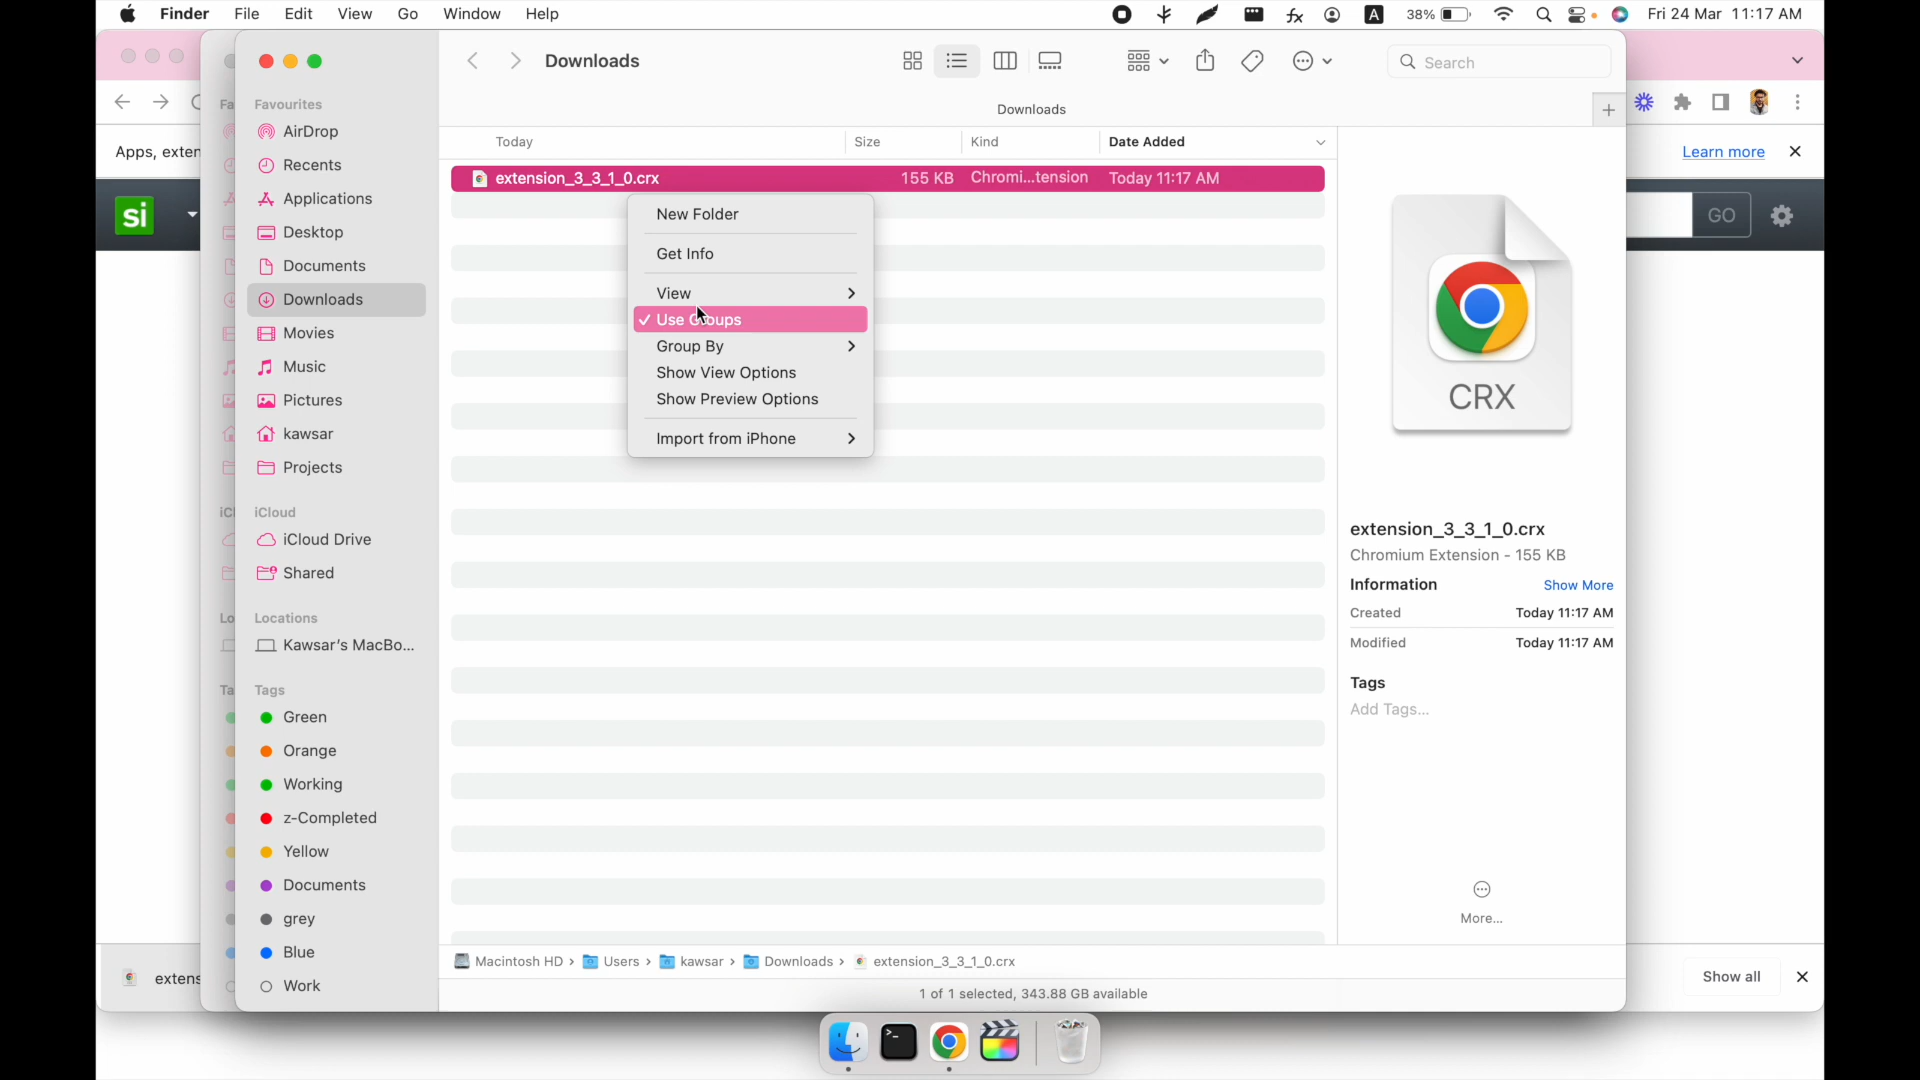 Finder File Edit View Go Window Help
A 38% Fri 24 Mar 11:17 AM
Downloads
Search
Downloads
Favourites
AirDrop
Recents
Applications
Desktop
Documents
Downloads
Movies
Music
Pictures
kawsar
Projects
iCloud
iCloud Drive
Shared
Locations
Kawsar's MacBo...
Tags
Green
Orange
Working
z-Completed
Yellow
Documents
grey
Blue
Work
Fa
iCl
Lo
Ta
Apps, exten
si
extens
Today Size Kind Date Added
extension_3_3_1_0.crx 155 KB Chromi...tension Today 11:17 AM
New Folder
Get Info
View
Use Groups
Group By
Show View Options
Show Preview Options
Import from iPhone
CRX
extension_3_3_1_0.crx
Chromium Extension - 155 KB
Information Show More
Created Today 11:17 AM
Modified Today 11:17 AM
Tags
Add Tags...
More...
Macintosh HD › Users › kawsar › Downloads › extension_3_3_1_0.crx
1 of 1 selected, 343.88 GB available
Learn more
GO
Show all